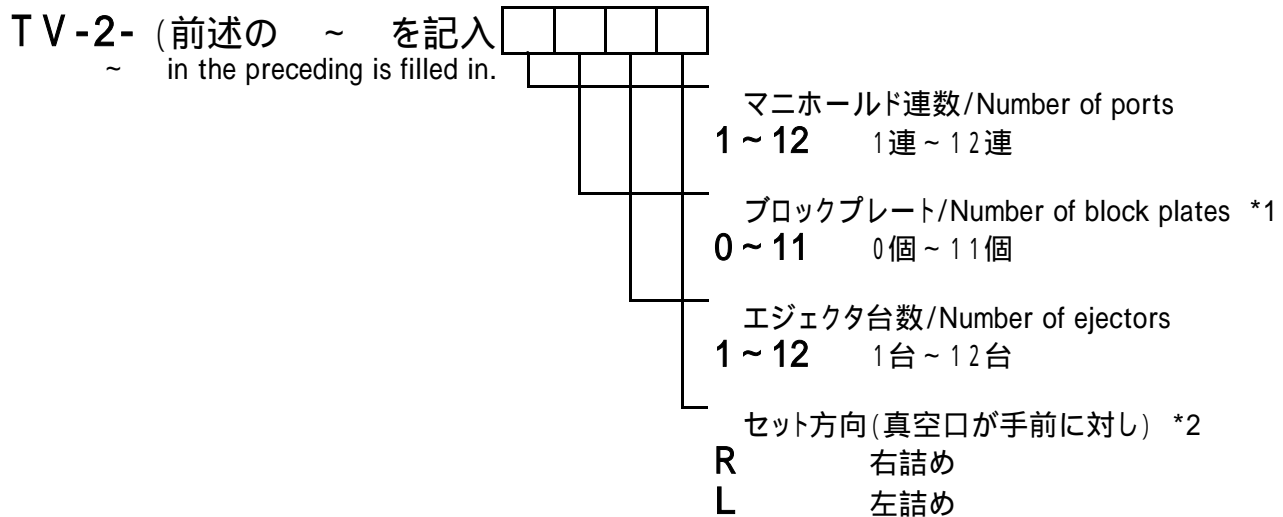 TV-2- (前述の ~ を記入
~ in the preceding is filled in.
マニホールド連数/Number of ports
1~12 1連~12連
ブロックプレート/Number of block plates *1
0~11 0個~11個
エジェクタ台数/Number of ejectors
1~12 1台~12台
セット方向(真空口が手前に対し) *2
R 右詰め
L 左詰め